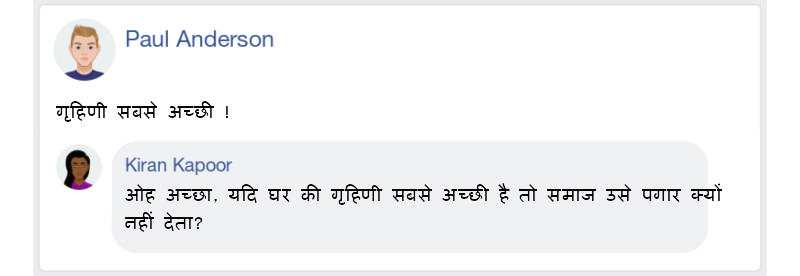 Paul Anderson
गृहिणी सबसे अच्छी !
Kiran Kapoor
ओह अच्छा, यदि घर की गृहिणी सबसे अच्छी है तो समाज उसे पगार क्यों
नहीं देता?